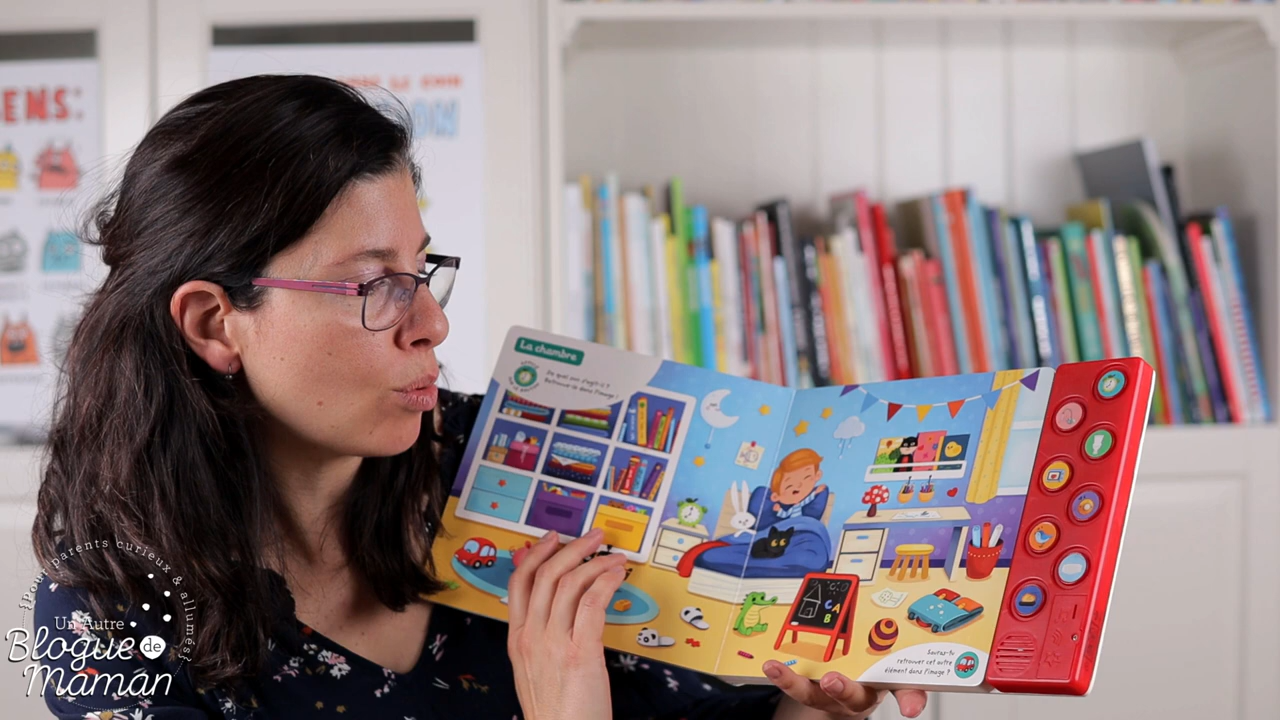 ENS:
La chambre
De quel son s'agit-il ?
Retrouve-le dans l'image !
Sauras-tu
retrouver cet autre
élément dans l'image ?
{pour parents curieux & allumés}
Un Autre
Blogue de
Maman